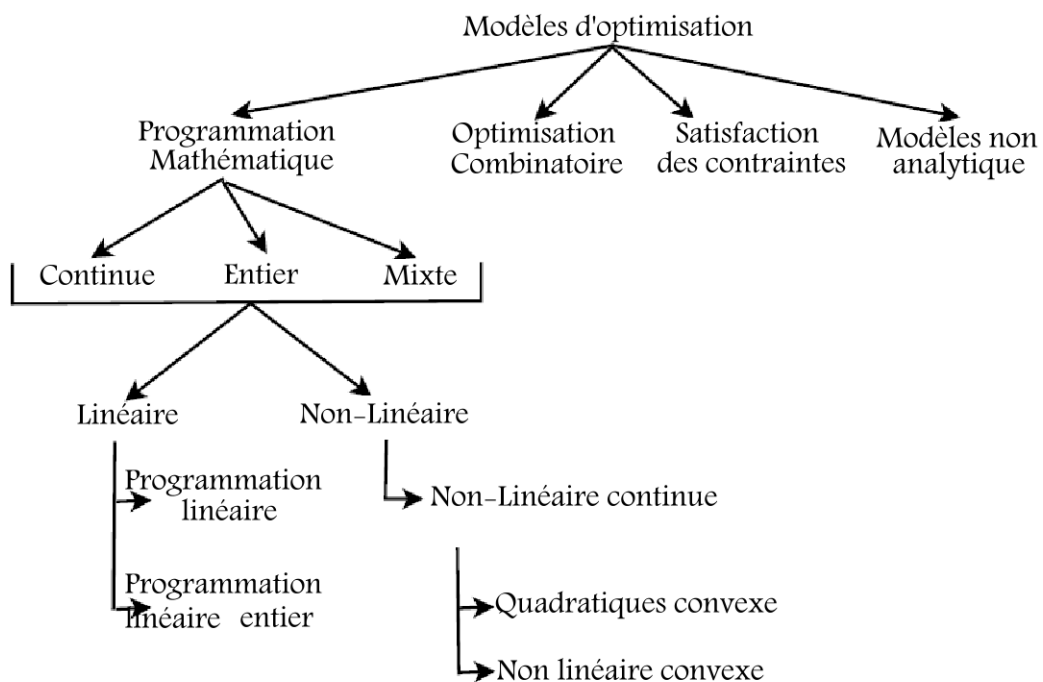 Modèles d'optimisation
Programmation
Mathématique
Optimisation
Combinatoire
Satisfaction
des contraintes
Modèles non
analytique
Continue
Entier
Mixte
Linéaire
Non-Linéaire
Programmation
linéaire
Non-Linéaire continue
Programmation
linéaire entier
Quadratiques convexe
Non linéaire convexe